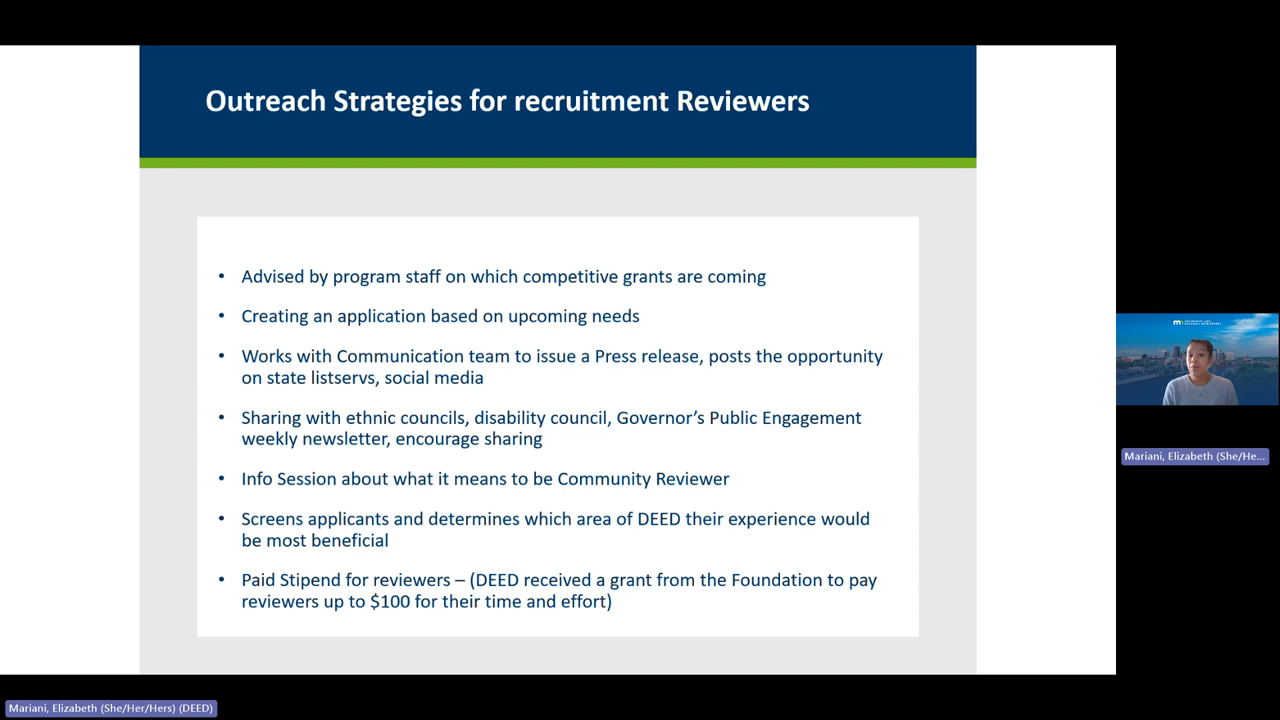 Outreach Strategies for recruitment Reviewers
• Advised by program staff on which competitive grants are coming
• Creating an application based on upcoming needs
• Works with Communication team to issue a Press release, posts the opportunity
on state listservs, social media
• Sharing with ethnic councils, disability council, Governor’s Public Engagement
weekly newsletter, encourage sharing
• Info Session about what it means to be Community Reviewer
• Screens applicants and determines which area of DEED their experience would
be most beneficial
• Paid Stipend for reviewers – (DEED received a grant from the Foundation to pay
reviewers up to $100 for their time and effort)
Mariani, Elizabeth (She/He...
Mariani, Elizabeth (She/Her/Hers) (DEED)